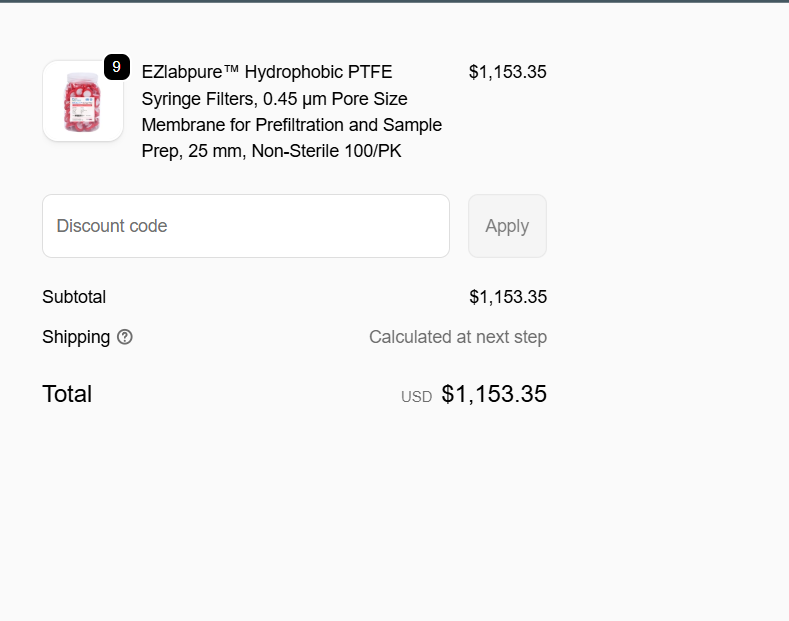 9
EZlabpure™ Hydrophobic PTFE $1,153.35
Syringe Filters, 0.45 µm Pore Size
Membrane for Prefiltration and Sample
Prep, 25 mm, Non-Sterile 100/PK
Discount code Apply
Subtotal $1,153.35
Shipping Calculated at next step
Total USD $1,153.35